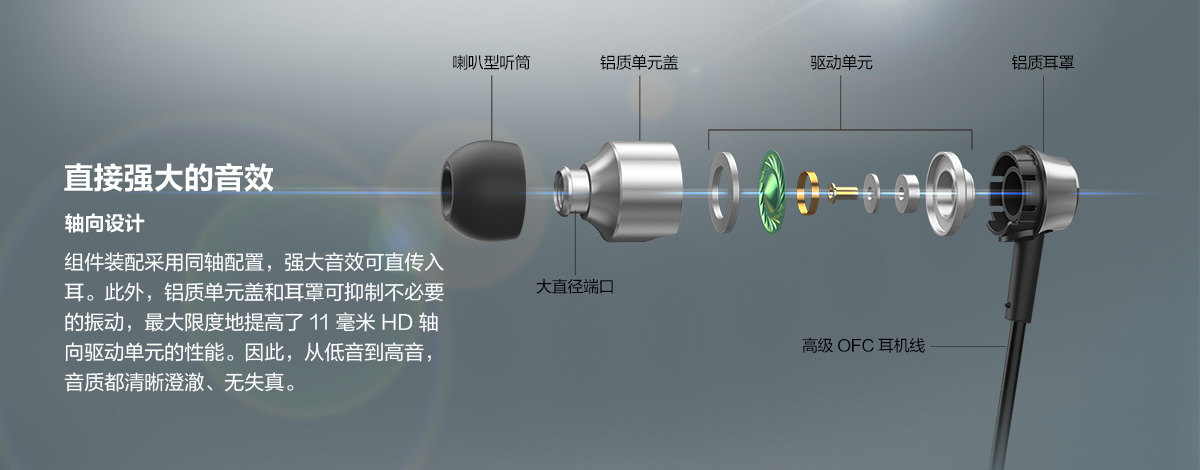 喇叭型听筒
铝质单元盖
驱动单元
铝质耳罩
直接强大的音效
轴向设计
组件装配采用同轴配置，强大音效可直传入
耳。此外，铝质单元盖和耳罩可抑制不必要
的振动，最大限度地提高了 11 毫米 HD 轴
向驱动单元的性能。因此，从低音到高音，
音质都清晰澄澈、无失真。
大直径端口
高级 OFC 耳机线